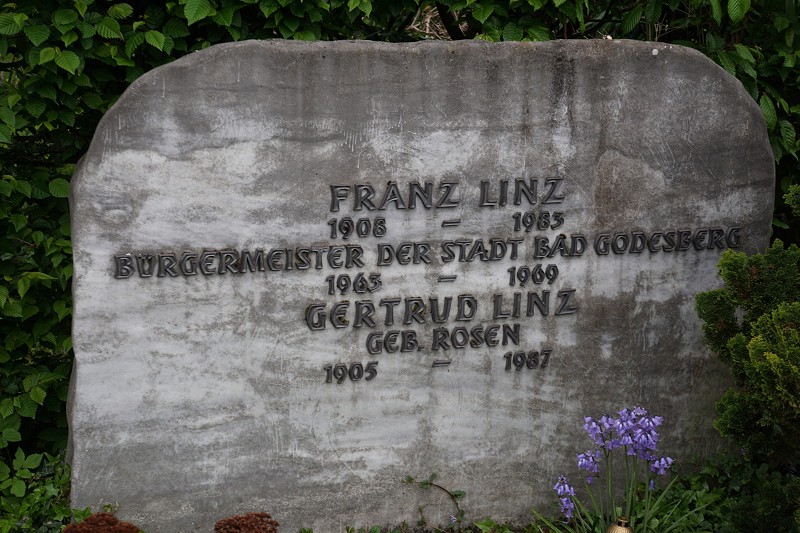 FRANZ LINZ
1908 – 1983
BÜRGERMEISTER DER STADT BAD GODESBERG
1963 – 1969
GERTRUD LINZ
GEB. ROSEN
1905 – 1987